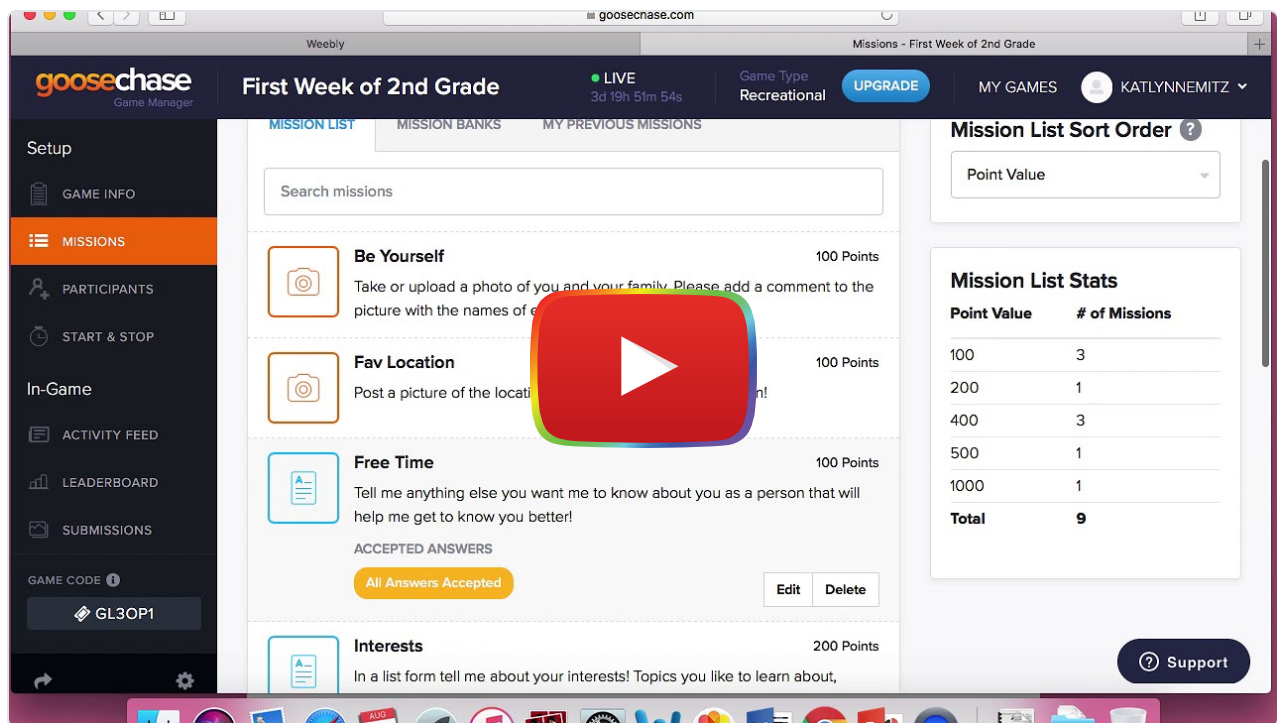 goosechase.com
Weebly
Missions - First Week of 2nd Grade
goosechase
Game Manager
First Week of 2nd Grade
LIVE
3d 19h 51m 54s
Game Type
Recreational
UPGRADE
MY GAMES
KATLYNNEMITZ
Setup
GAME INFO
MISSIONS
PARTICIPANTS
START & STOP
In-Game
ACTIVITY FEED
LEADERBOARD
SUBMISSIONS
GAME CODE
GL3OP1
MISSION LIST
MISSION BANKS
MY PREVIOUS MISSIONS
Search missions
Be Yourself
100 Points
Take or upload a photo of you and your family. Please add a comment to the
picture with the names of
Fav Location
100 Points
Post a picture of the
Free Time
100 Points
Tell me anything else you want me to know about you as a person that will
help me get to know you better!
ACCEPTED ANSWERS
All Answers Accepted
Edit
Delete
Interests
200 Points
In a list form tell me about your interests! Topics you like to learn about,
Mission List Sort Order ?
Point Value
Mission List Stats
Point Value # of Missions
100 3
200 1
400 3
500 1
1000 1
Total 9
? Support
AUG